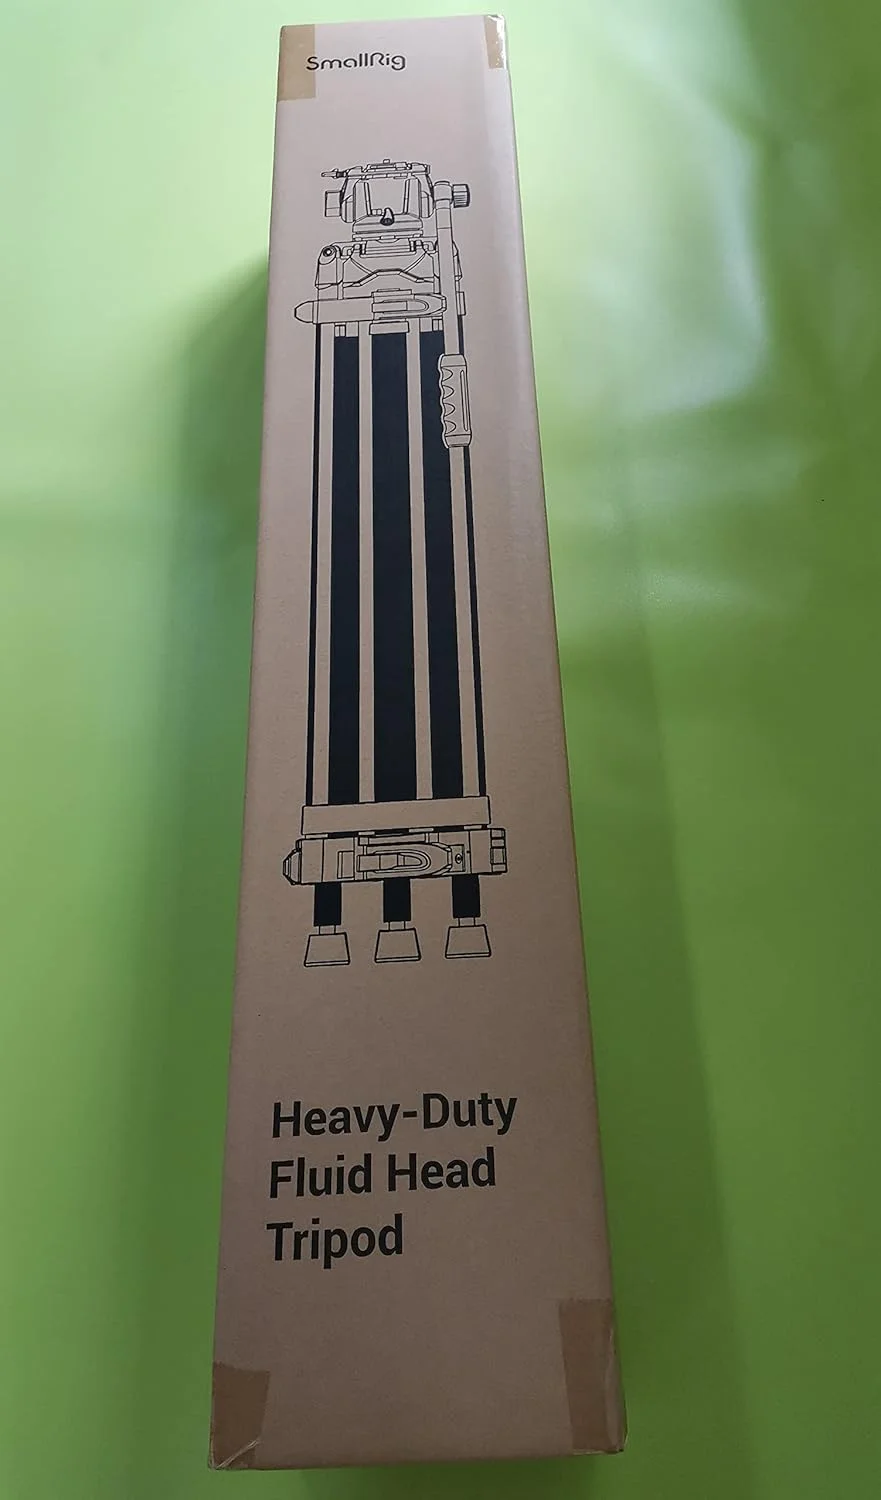 SmallRig
Heavy-Duty
Fluid Head
Tripod